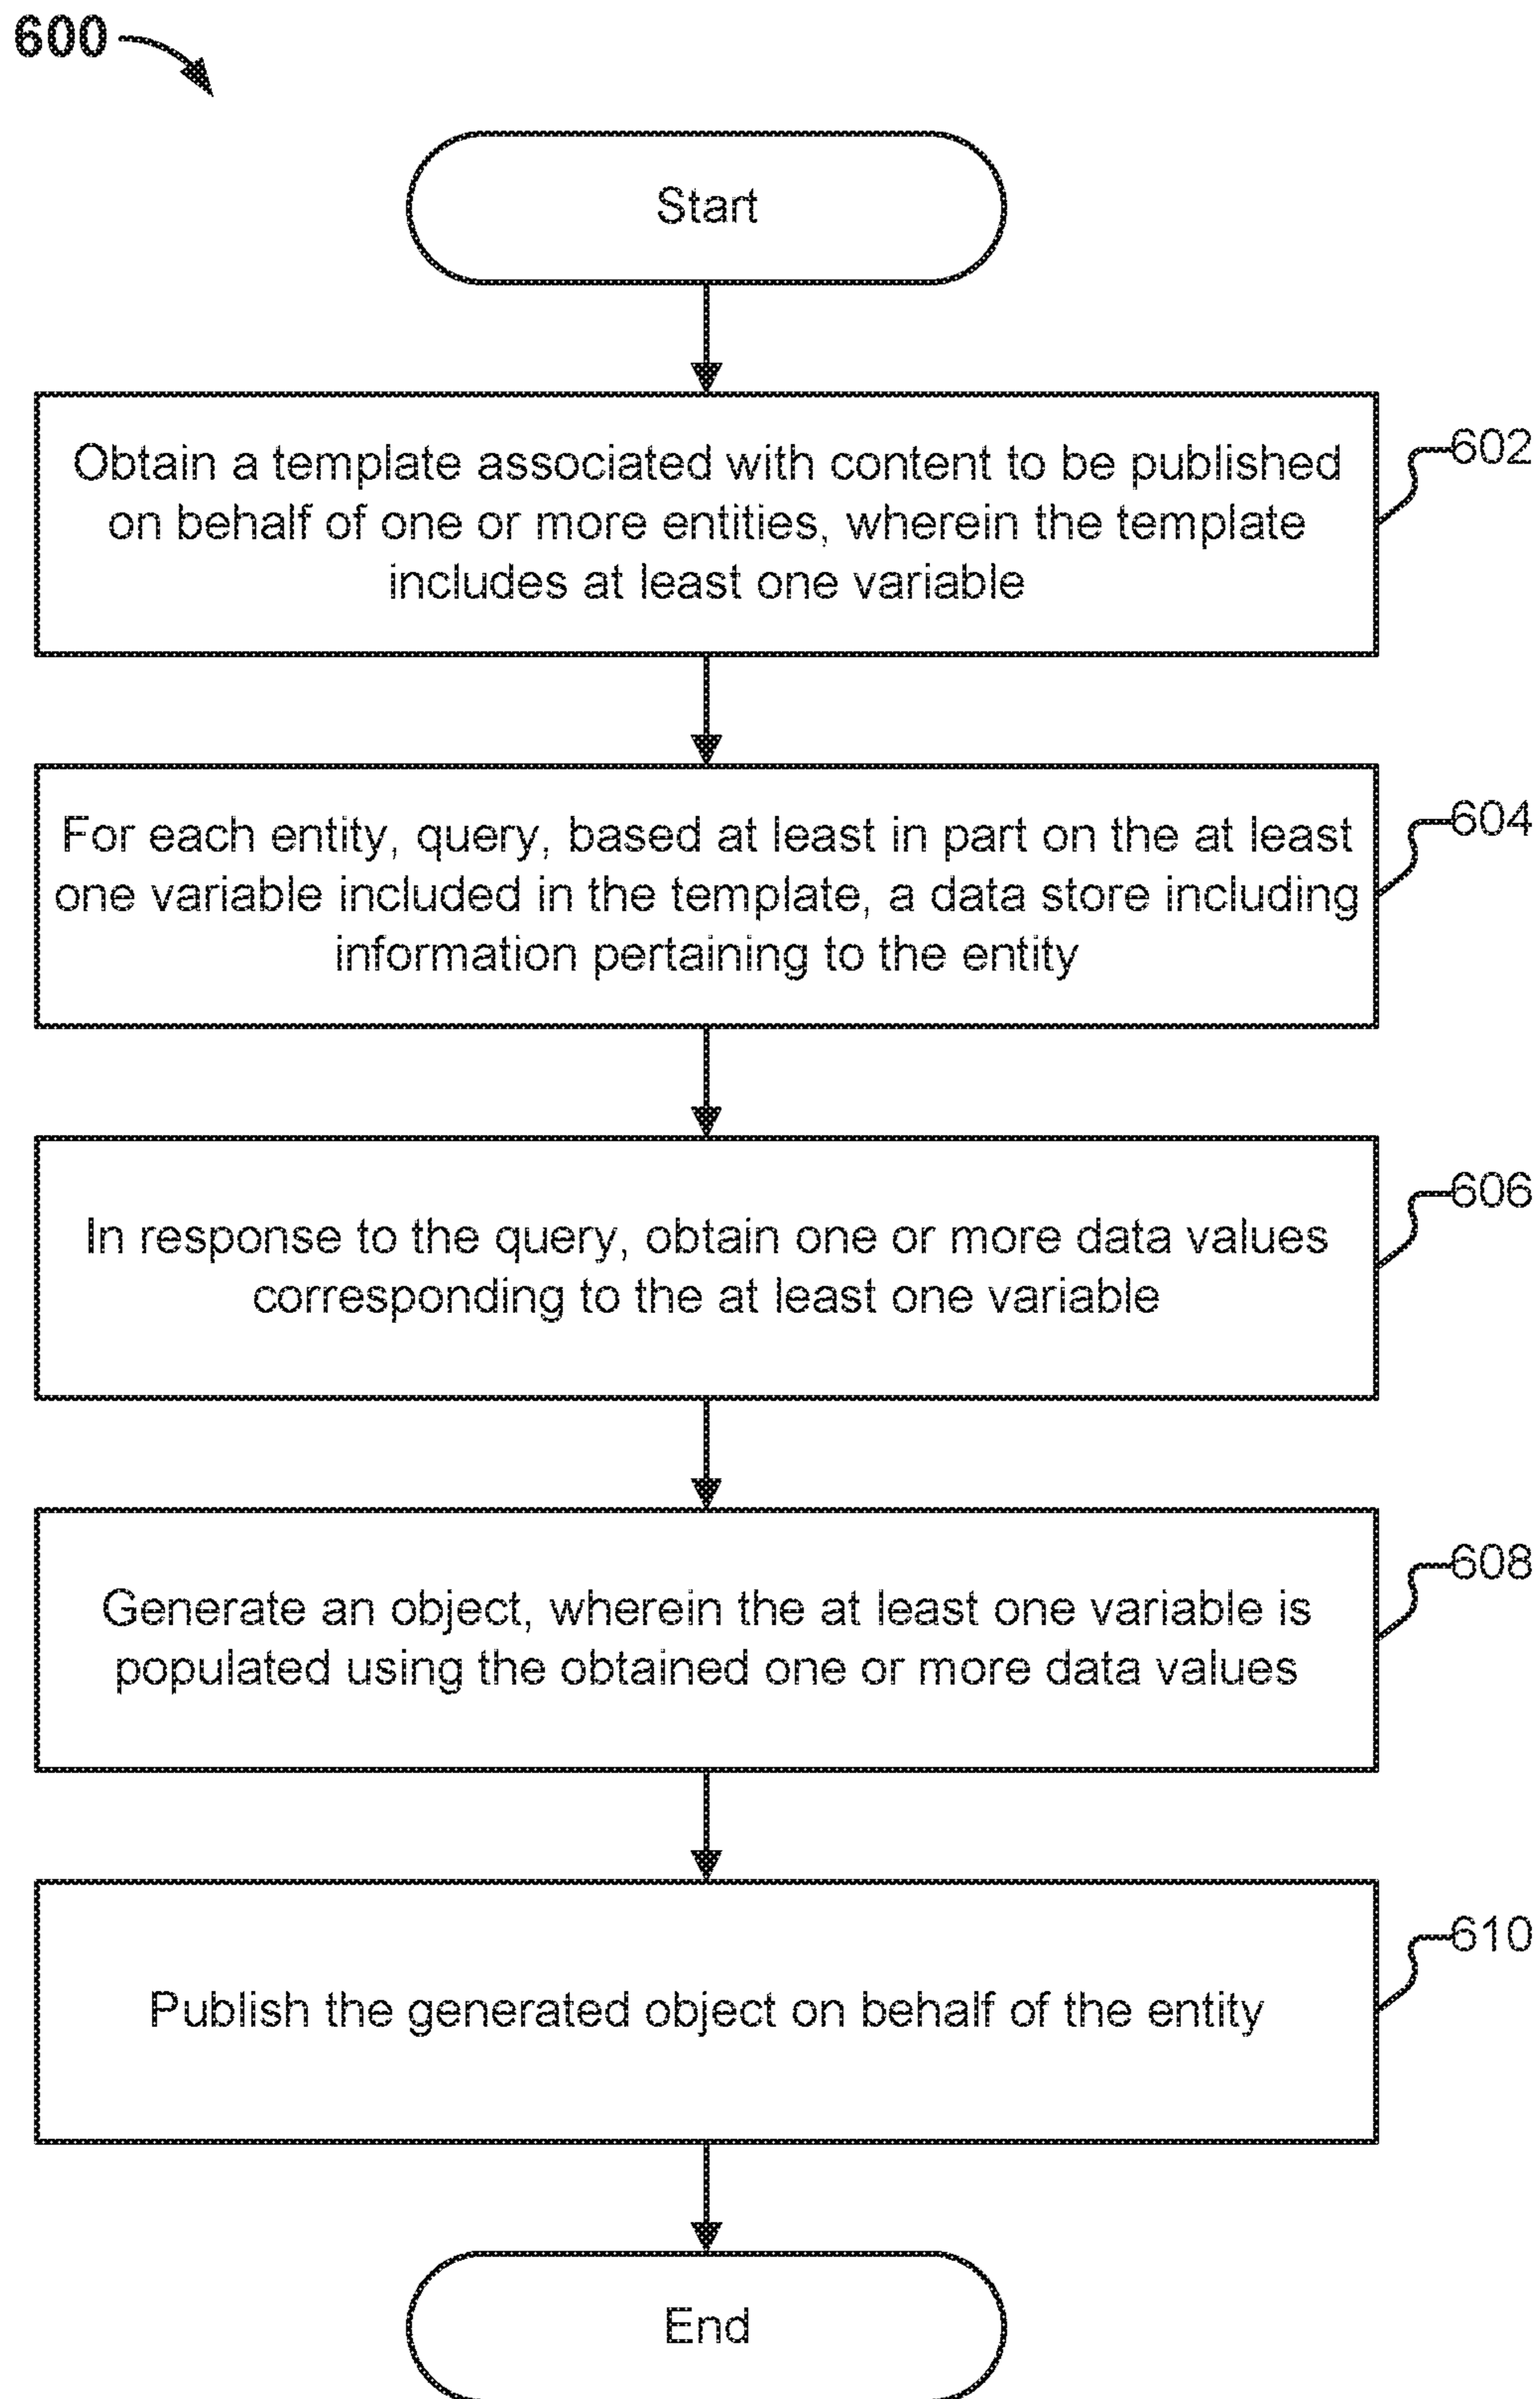 600
Start
Obtain a template associated with content to be published
on behalf of one or more entities, wherein the template
includes at least one variable
602
For each entity, query, based at least in part on the at least
one variable included in the template, a data store including
information pertaining to the entity
604
In response to the query, obtain one or more data values
corresponding to the at least one variable
606
Generate an object, wherein the at least one variable is
populated using the obtained one or more data values
608
Publish the generated object on behalf of the entity
610
End